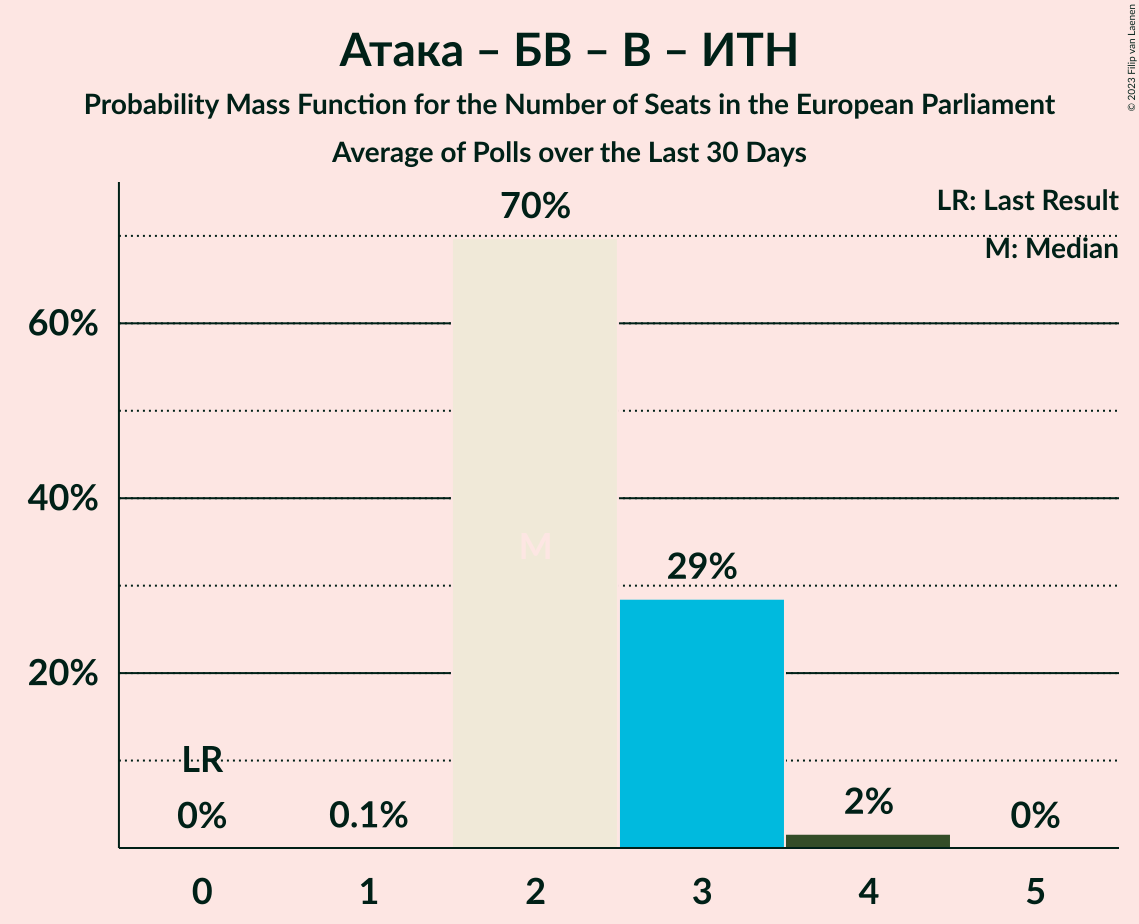 Атака – БВ – В – ИТН
Probability Mass Function for the Number of Seats in the European Parliament
Average of Polls over the Last 30 Days
© 2023 Filip van Laenen
LR: Last Result
M: Median
70%
60%
40%
M
29%
20%
LR
0%
0.1%
2%
0%
0
1
2
3
4
5